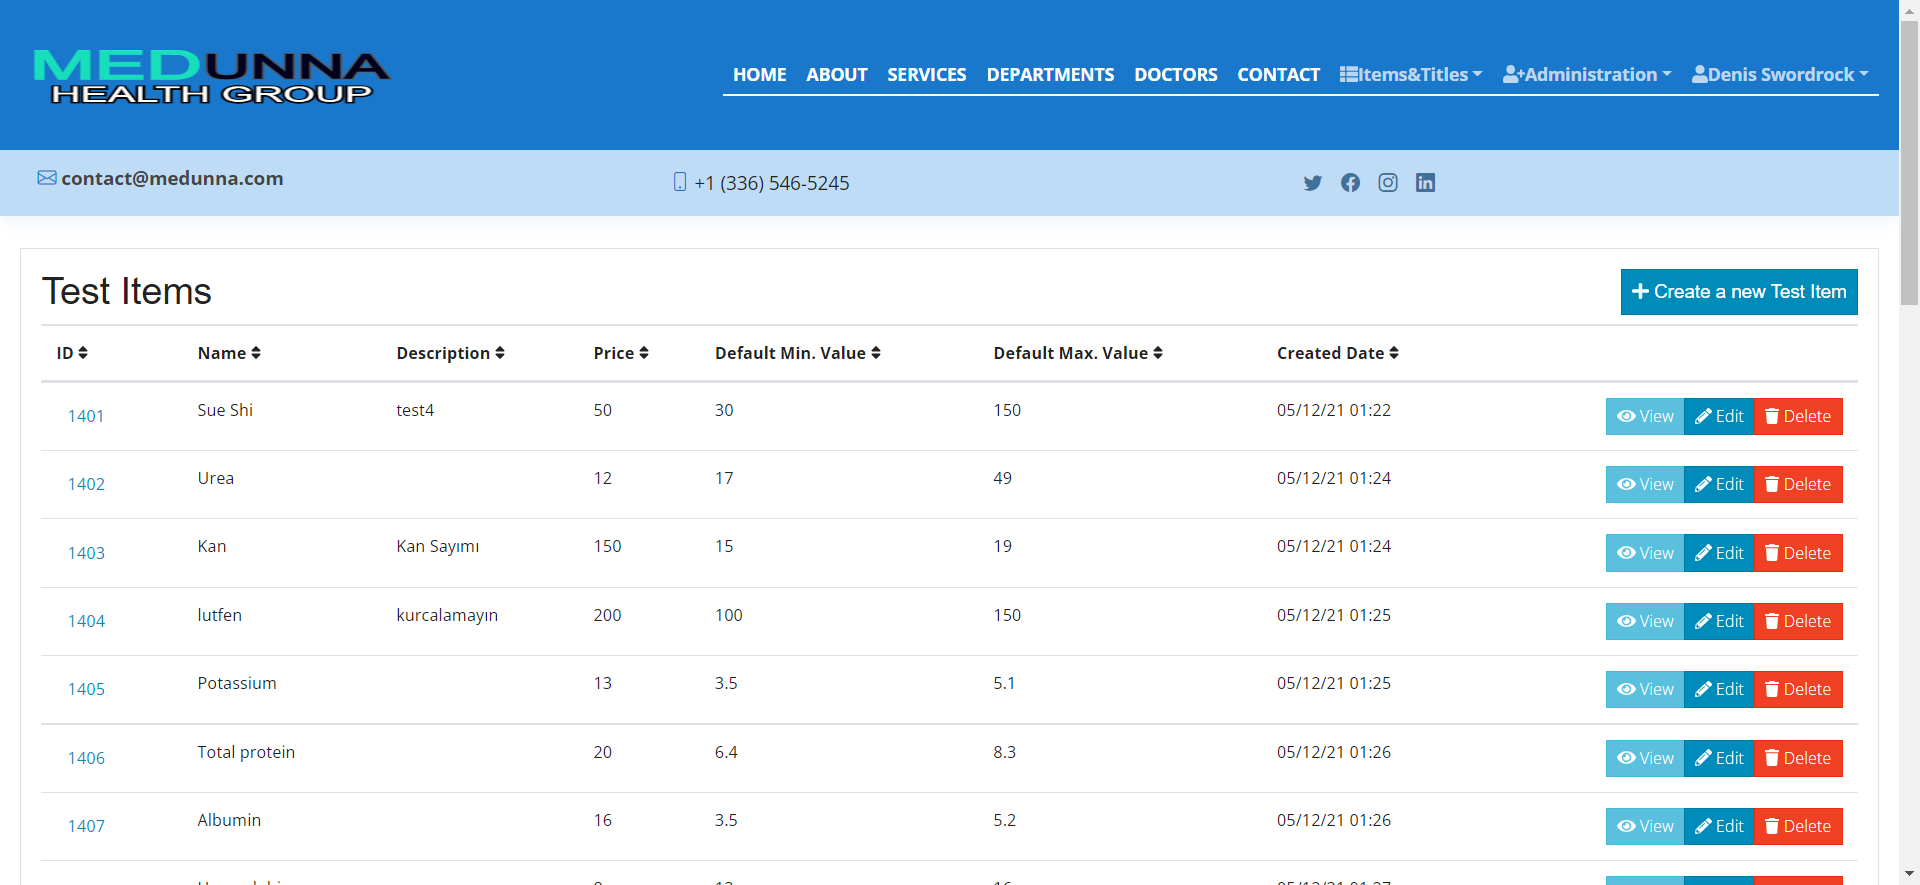 MEDUNNA
HEALTH GROUP
HOME ABOUT SERVICES DEPARTMENTS DOCTORS CONTACT Items&Titles Administration Denis Swordrock
contact@medunna.com +1 (336) 546-5245
Test Items Create a new Test Item
ID Name Description Price Default Min. Value Default Max. Value Created Date
1401 Sue Shi test4 50 30 150 05/12/21 01:22 View Edit Delete
1402 Urea 12 17 49 05/12/21 01:24 View Edit Delete
1403 Kan Kan Sayımı 150 15 19 05/12/21 01:24 View Edit Delete
1404 lutfen kurcalamayın 200 100 150 05/12/21 01:25 View Edit Delete
1405 Potassium 13 3.5 5.1 05/12/21 01:25 View Edit Delete
1406 Total protein 20 6.4 8.3 05/12/21 01:26 View Edit Delete
1407 Albumin 16 3.5 5.2 05/12/21 01:26 View Edit Delete